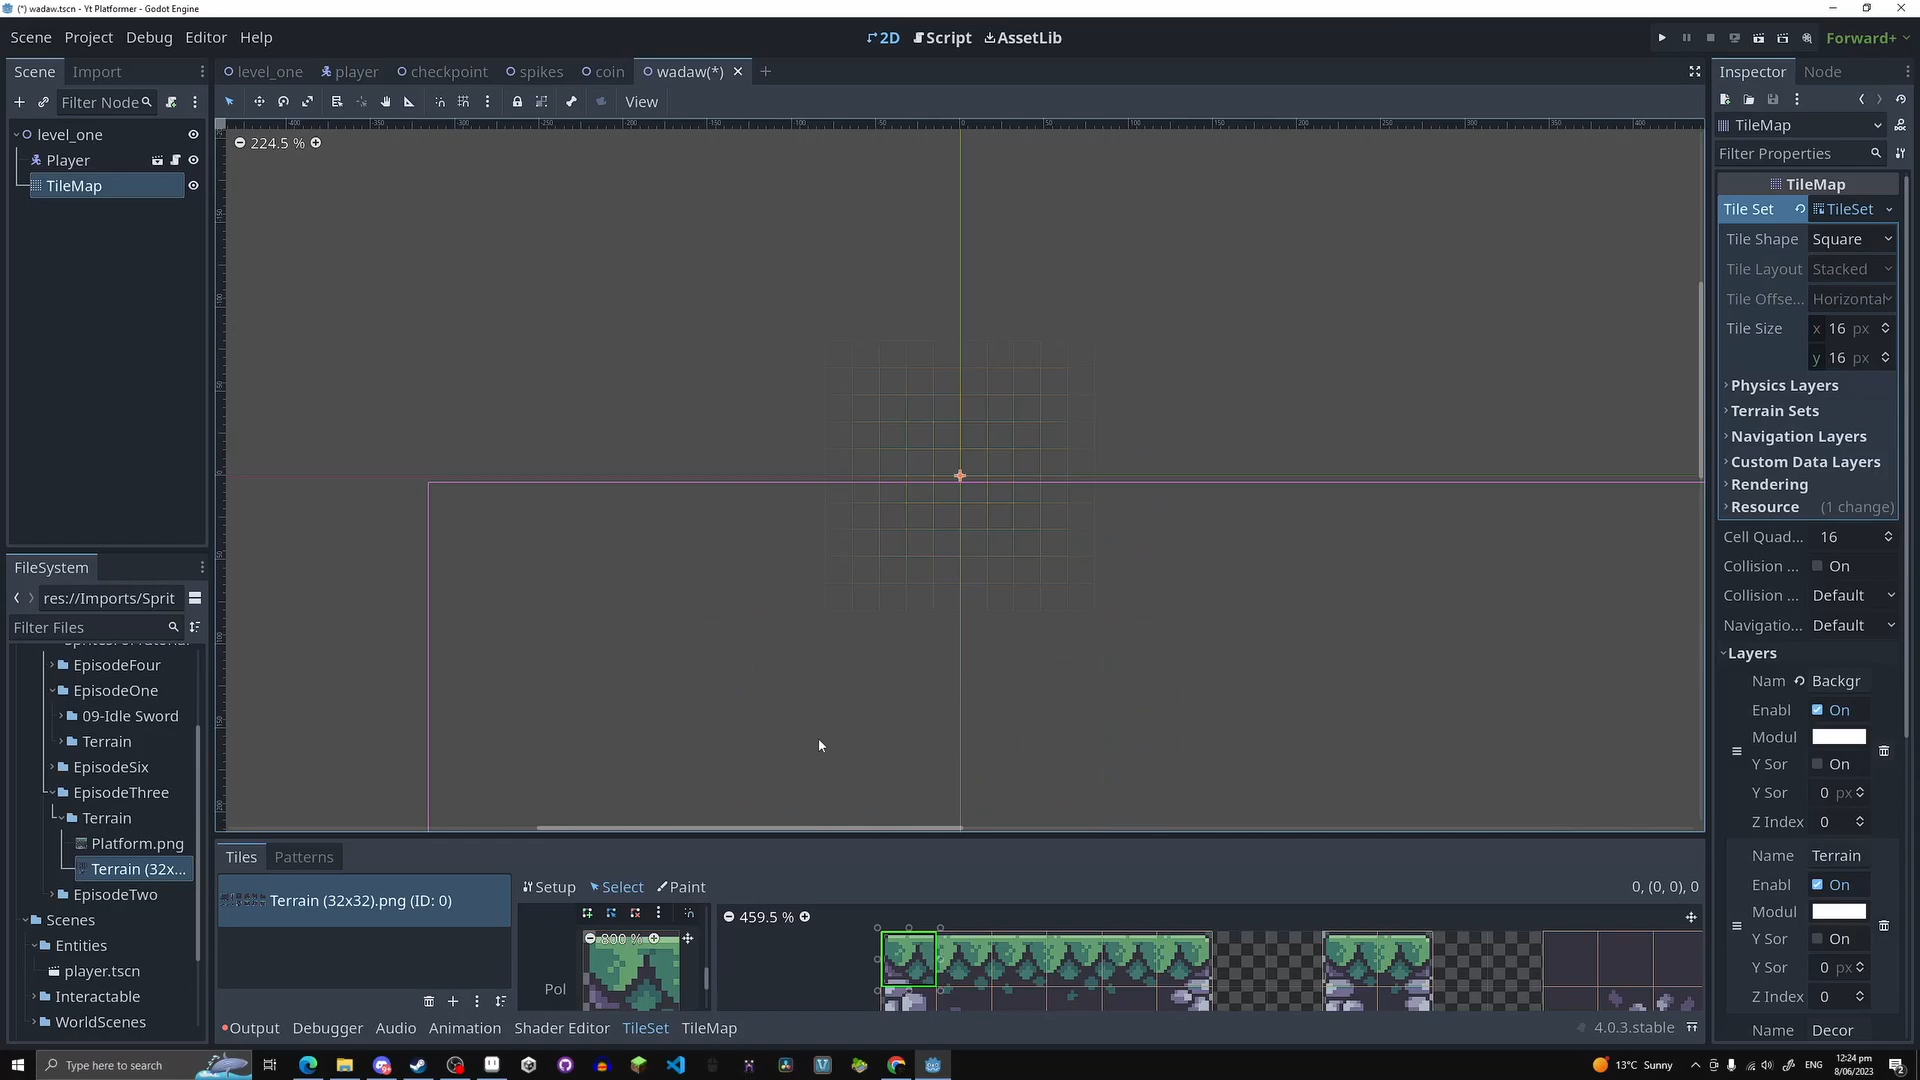 (*) wadaw.tscn - Yt Platformer - Godot Engine
Scene Project Debug Editor Help
2D Script AssetLib
Forward+
Scene Import
level_one player checkpoint spikes coin wadaw(*)
Inspector Node
Filter Node
View
level_one
Player
TileMap
224.5 %
TileMap
Filter Properties
TileMap
Tile Set TileSet
Tile Shape Square
Tile Layout Stacked
Tile Offse... Horizontal
Tile Size x 16 px
y 16 px
Physics Layers
Terrain Sets
Navigation Layers
Custom Data Layers
Rendering
Resource (1 change)
Cell Quad... 16
Collision ... On
Collision ... Default
Navigatio... Default
Layers
Nam Backgr
Enabl On
Modul
Y Sor On
Y Sor 0 px
Z Index 0
Name Terrain
Enabl On
Modul
Y Sor On
Y Sor 0 px
Z Index 0
Name Decor
FileSystem
res://Imports/Sprit
Filter Files
EpisodeFour
EpisodeOne
09-Idle Sword
Terrain
EpisodeSix
EpisodeThree
Terrain
Platform.png
Terrain (32x...
EpisodeTwo
Scenes
Entities
player.tscn
Interactable
WorldScenes
Tiles Patterns
Terrain (32x32).png (ID: 0)
Setup Select Paint
0, (0, 0), 0
800 %
459.5 %
Pol
Output Debugger Audio Animation Shader Editor TileSet TileMap
4.0.3.stable
Type here to search
13°C Sunny
ENG
12:24 pm
8/06/2023